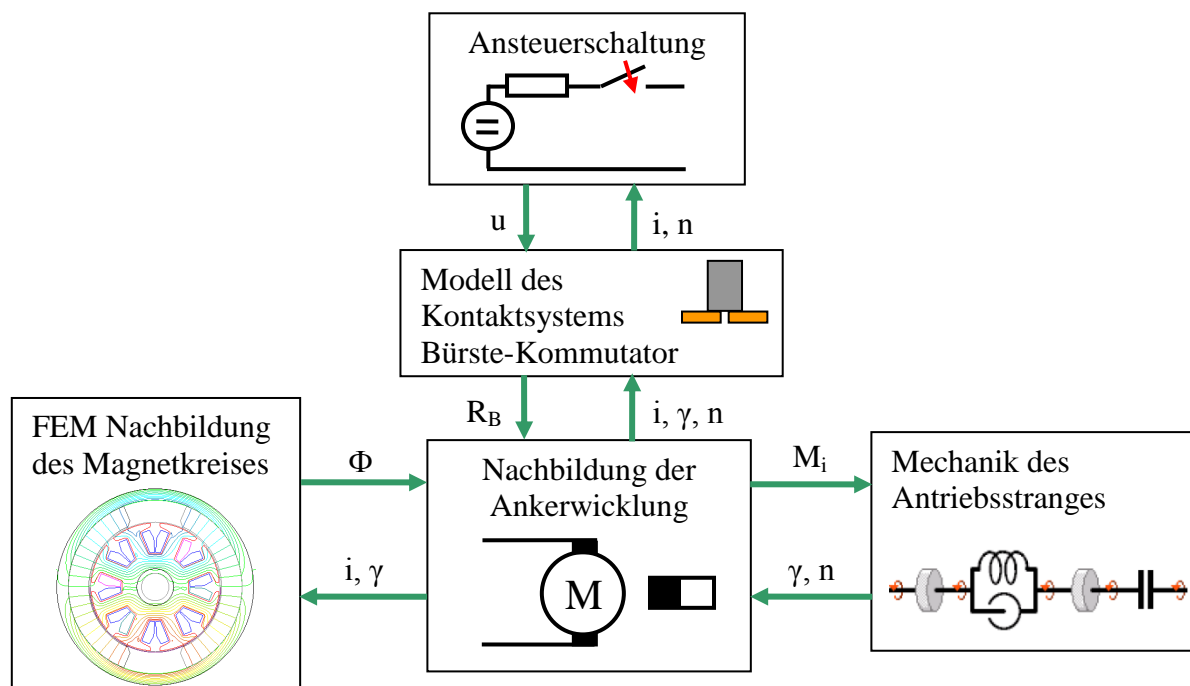 Ansteuerschaltung
u
i, n
Modell des
Kontaktsystems
Bürste-Kommutator
R_B
i, γ, n
FEM Nachbildung
des Magnetkreises
Φ
i, γ
Nachbildung der
Ankerwicklung
M
M_i
γ, n
Mechanik des
Antriebsstranges